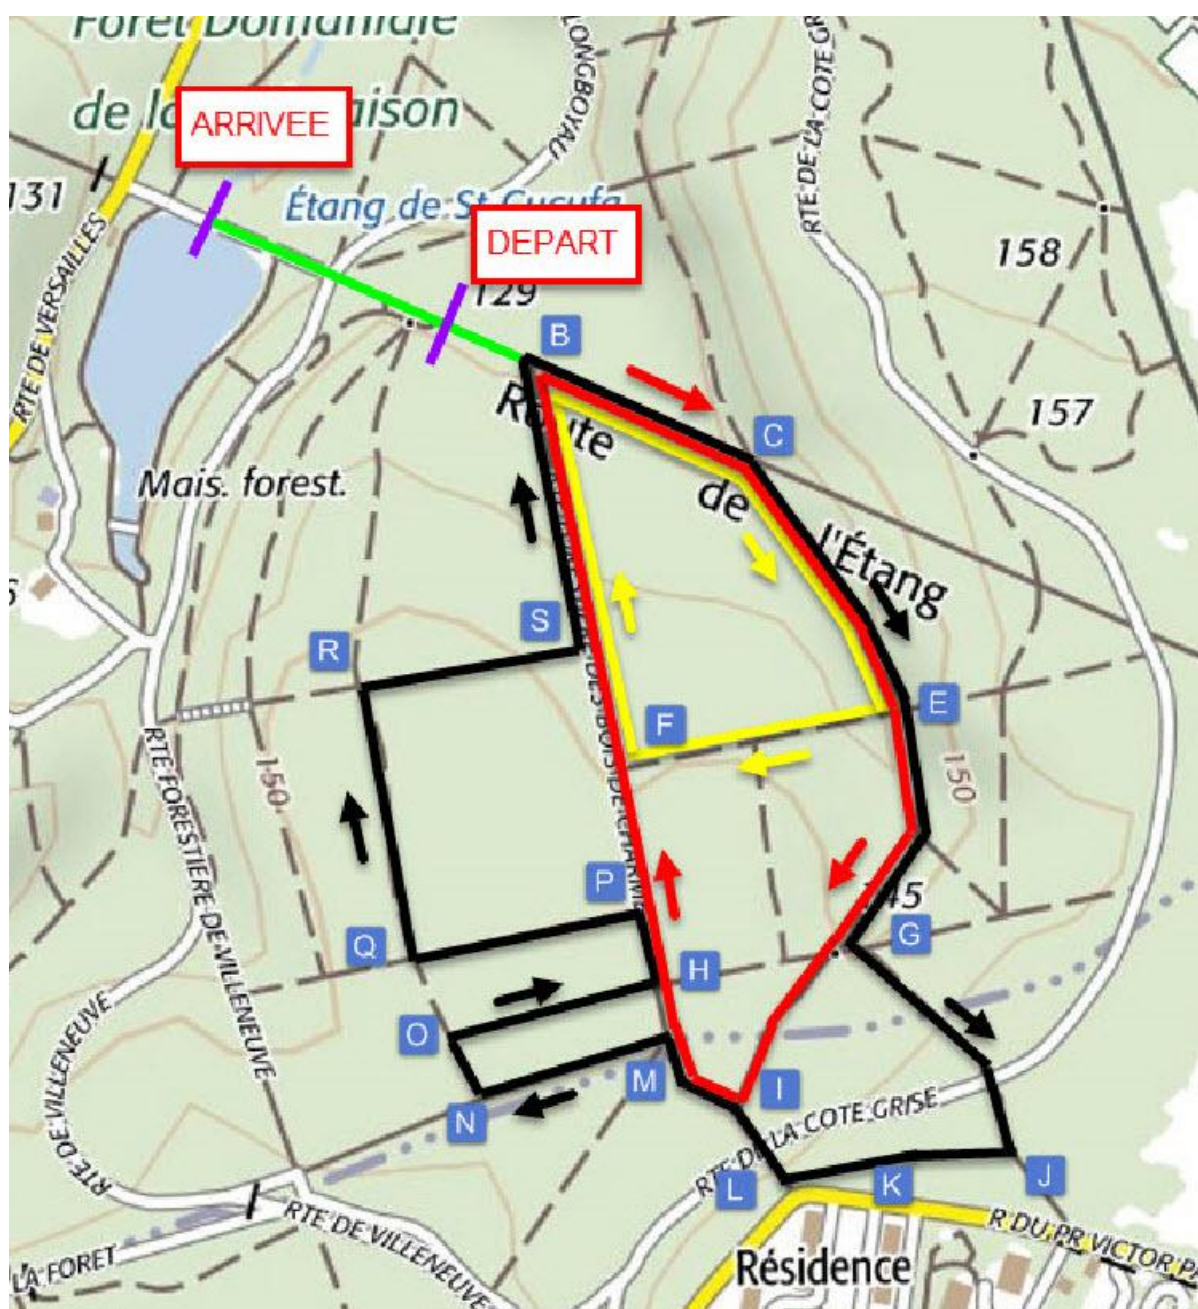 Forêt Domaniale
de la
aison
ARRIVEE
LONGBOYAU
RTE DE LA COTE GR
131
Étang de St Cucufa
DEPART
158
129
RTE DE VERSAILLES
B
Route
de
l'Étang
C
157
Mais. forest.
S
R
E
F
150
150
RTE FORESTIÈRE DE VILLENEUVE
P
145
G
Q
H
O
M
I
N
RTE DE VILLENEUVE
RTE DE LA COTE GRISE
L
K
J
RTE DE VILLENEUVE
LA FORET
R DU PR VICTOR P
Résidence